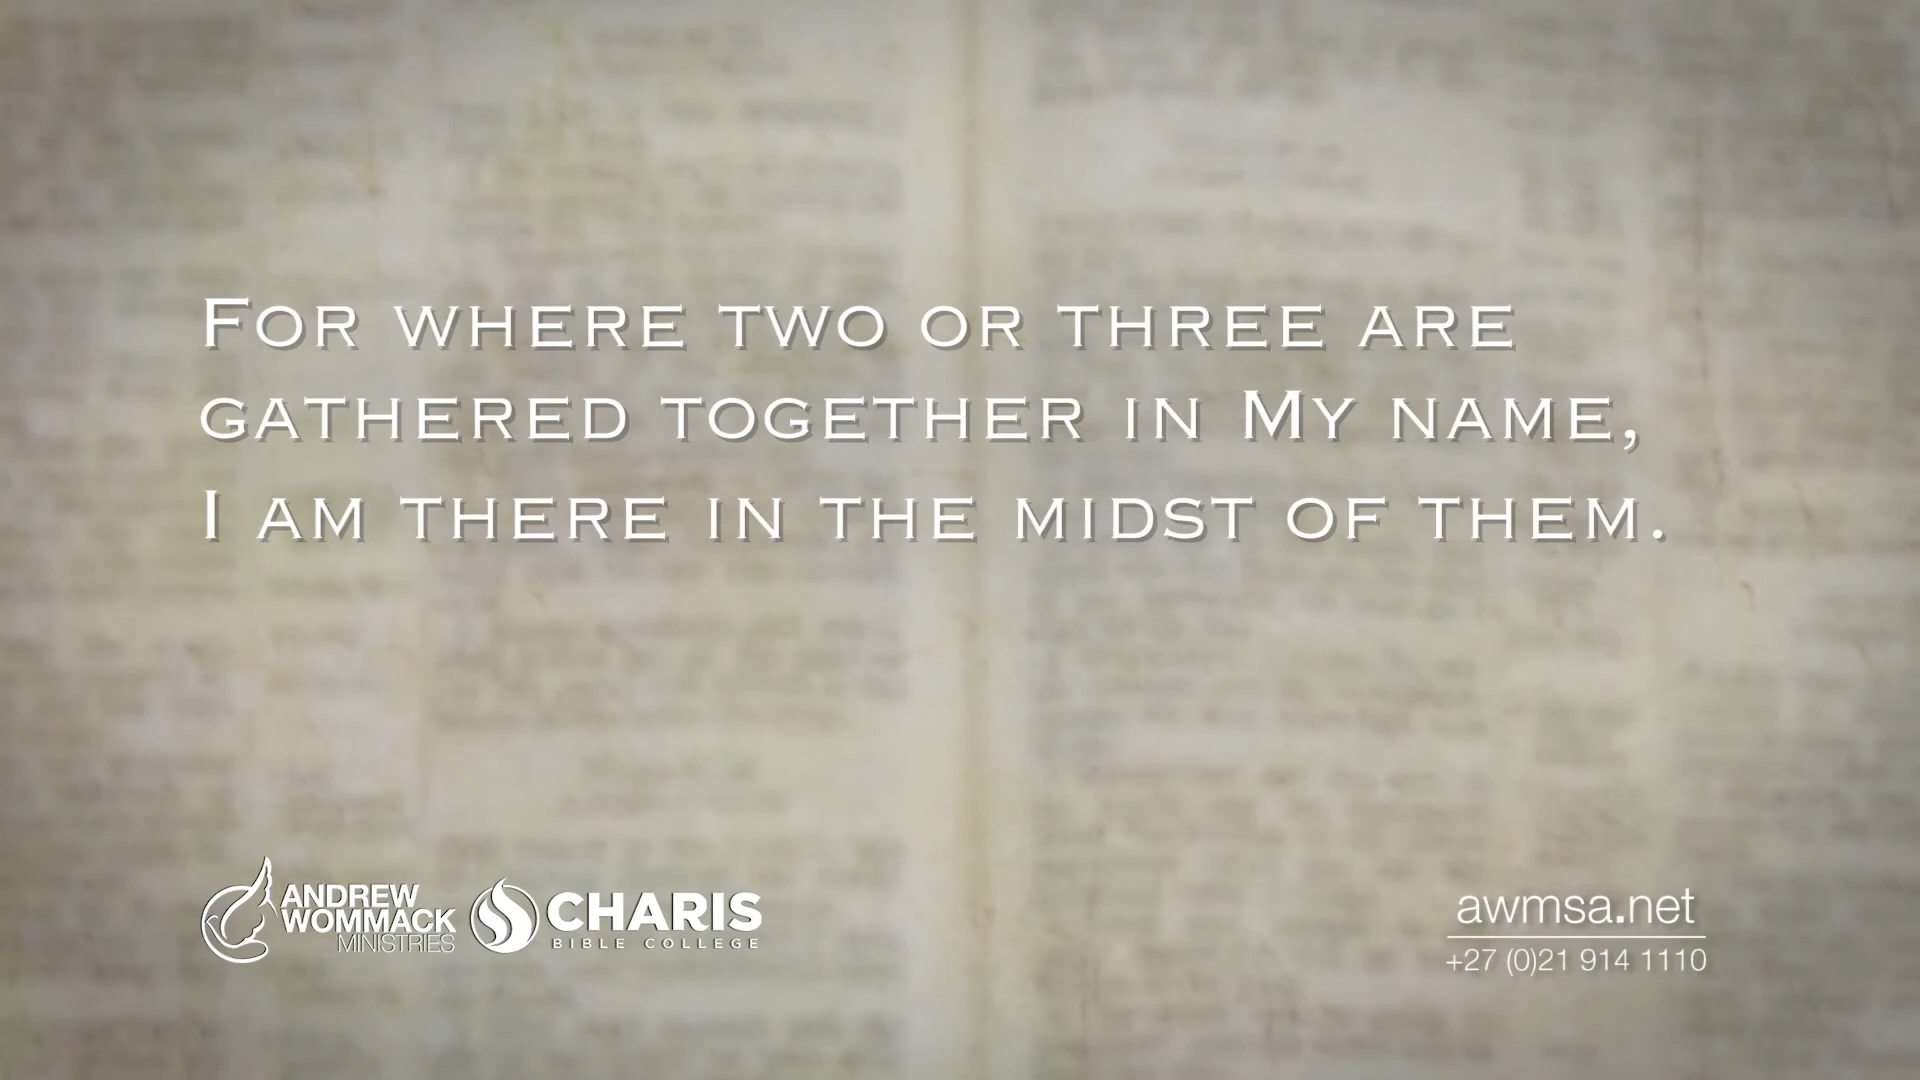 For where two or three are
gathered together in My name,
I am there in the midst of them.
ANDREW
WOMMACK
MINISTRIES
CHARIS
BIBLE COLLEGE
awmsa.net
+27 (0)21 914 1110